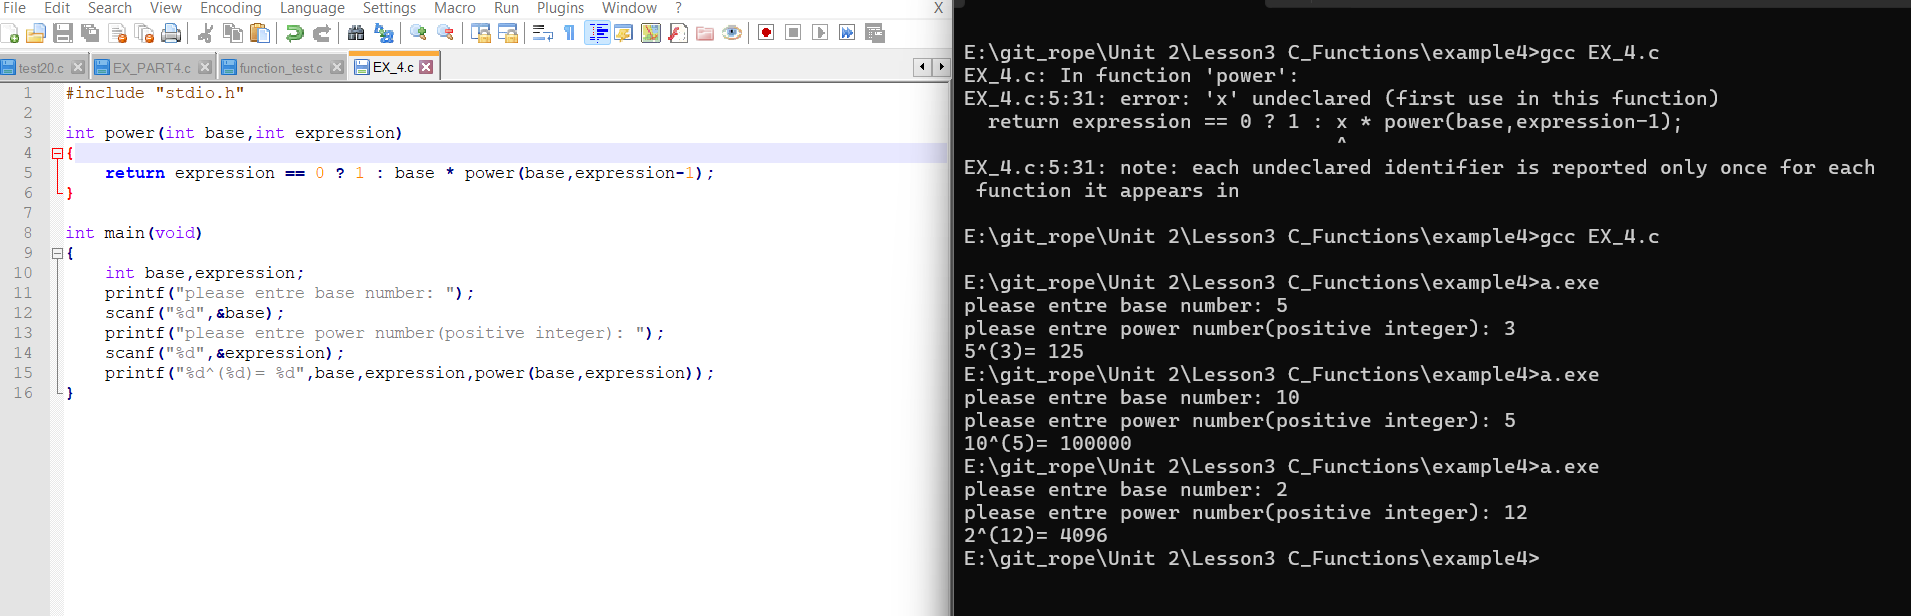 File Edit Search View Encoding Language Settings Macro Run Plugins Window ? X
test20.c EX_PART4.c function_test.c EX_4.c
1 #include "stdio.h"
2
3 int power(int base,int expression)
4 {
5 return expression == 0 ? 1 : base * power(base,expression-1);
6 }
7
8 int main(void)
9 {
10 int base,expression;
11 printf("please entre base number: ");
12 scanf("%d",&base);
13 printf("please entre power number(positive integer): ");
14 scanf("%d",&expression);
15 printf("%d^(%d)= %d",base,expression,power(base,expression));
16 }
E:\git_rope\Unit 2\Lesson3 C_Functions\example4>gcc EX_4.c
EX_4.c: In function 'power':
EX_4.c:5:31: error: 'x' undeclared (first use in this function)
return expression == 0 ? 1 : x * power(base,expression-1);
^
EX_4.c:5:31: note: each undeclared identifier is reported only once for each
function it appears in
E:\git_rope\Unit 2\Lesson3 C_Functions\example4>gcc EX_4.c
E:\git_rope\Unit 2\Lesson3 C_Functions\example4>a.exe
please entre base number: 5
please entre power number(positive integer): 3
5^(3)= 125
E:\git_rope\Unit 2\Lesson3 C_Functions\example4>a.exe
please entre base number: 10
please entre power number(positive integer): 5
10^(5)= 100000
E:\git_rope\Unit 2\Lesson3 C_Functions\example4>a.exe
please entre base number: 2
please entre power number(positive integer): 12
2^(12)= 4096
E:\git_rope\Unit 2\Lesson3 C_Functions\example4>